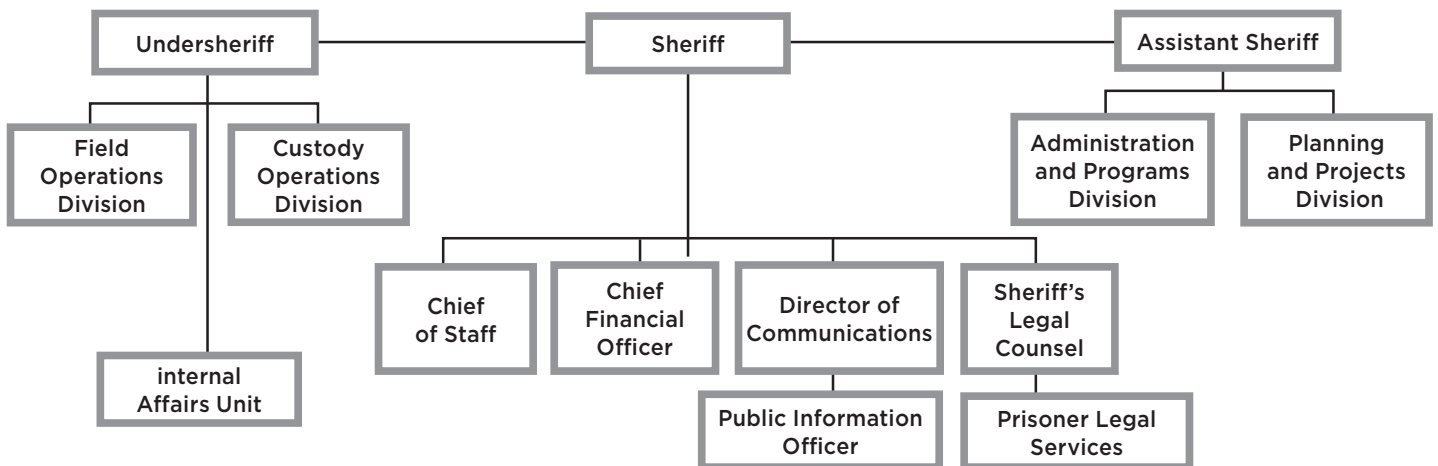 Undersheriff
Sheriff
Assistant Sheriff
Field
Operations
Division
Custody
Operations
Division
Administration
and Programs
Division
Planning
and Projects
Division
Chief
of Staff
Chief
Financial
Officer
Director of
Communications
Sheriff’s
Legal
Counsel
internal
Affairs Unit
Public Information
Officer
Prisoner Legal
Services